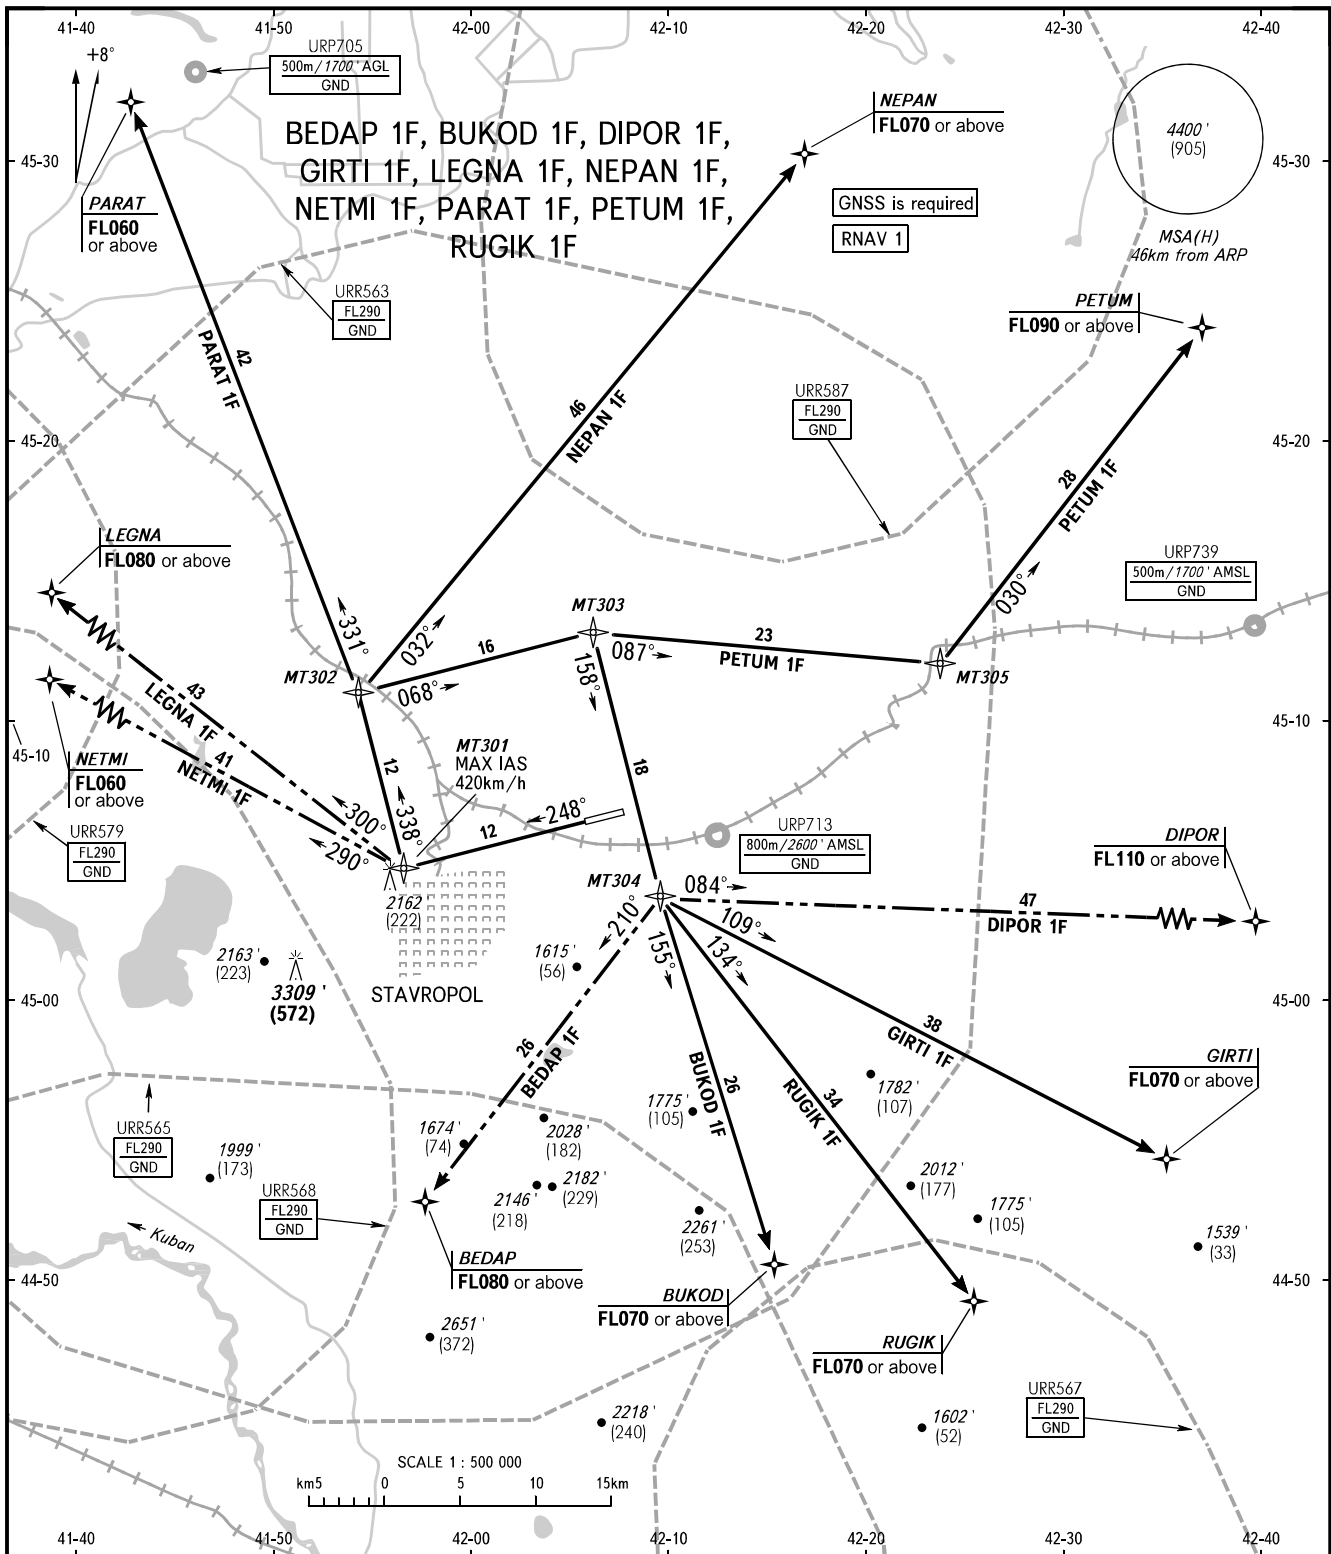 41-40
41-50
42-00
42-10
42-20
42-30
42-40
+8°
URP705
500m/1700' AGL
GND
BEDAP 1F, BUKOD 1F, DIPOR 1F,
GIRTI 1F, LEGNA 1F, NEPAN 1F,
NETMI 1F, PARAT 1F, PETUM 1F,
RUGIK 1F
NEPAN
FL070 or above
4400'
(905)
MSA(H)
46km from ARP
45-30
45-30
PARAT
FL060
or above
GNSS is required
RNAV 1
URR563
FL290
GND
PETUM
FL090 or above
42
PARAT 1F
46
NEPAN 1F
URR587
FL290
GND
45-20
45-20
28
PETUM 1F
LEGNA
FL080 or above
URP739
500m/1700' AMSL
GND
030°
MT303
331°
032°
16
087°
23
PETUM 1F
MT302
068°
158°
MT305
43
LEGNA 1F
45-10
45-10
NETMI
FL060
or above
41
NETMI 1F
12
MT301
MAX IAS
420km/h
18
URR579
FL290
GND
300°
290°
338°
12
248°
URP713
800m/2600' AMSL
GND
DIPOR
FL110 or above
MT304
084°
47
DIPOR 1F
2162
(222)
210°
155°
134°
109°
2163'
(223)
3309'
(572)
1615'
(56)
STAVROPOL
45-00
45-00
26
BEDAP 1F
26
BUKOD 1F
34
RUGIK 1F
38
GIRTI 1F
GIRTI
FL070 or above
1782'
(107)
1775'
(105)
URR565
FL290
GND
1999'
(173)
1674'
(74)
2028'
(182)
2146'
(218)
2182'
(229)
2012'
(177)
1775'
(105)
URR568
FL290
GND
2261'
(253)
1539'
(33)
Kuban
BEDAP
FL080 or above
44-50
44-50
BUKOD
FL070 or above
RUGIK
FL070 or above
2651'
(372)
URR567
FL290
GND
2218'
(240)
1602'
(52)
SCALE 1 : 500 000
km5
0
5
10
15km
41-40
41-50
42-00
42-10
42-20
42-30
42-40